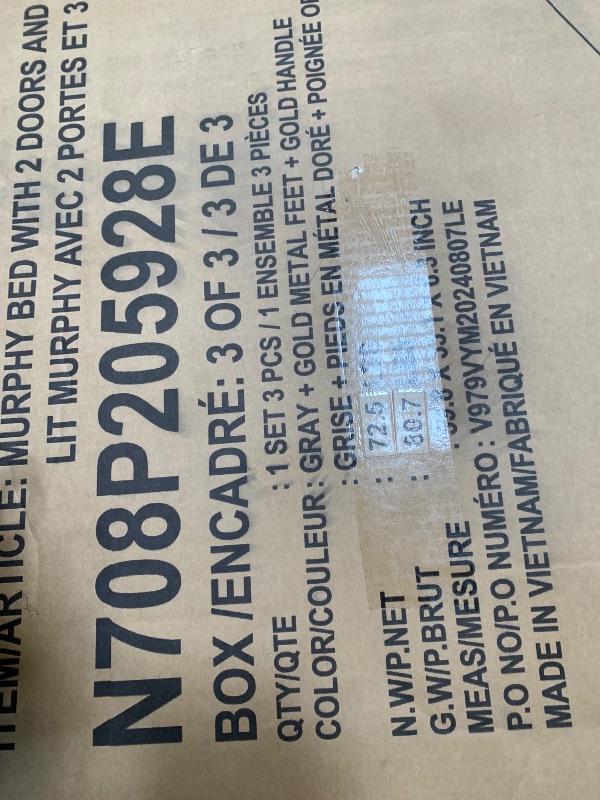 ITEM/ARTICLE: MURPHY BED WITH 2 DOORS AND
LIT MURPHY AVEC 2 PORTES ET 3
N708P205928E
BOX /ENCADRÉ: 3 OF 3 / 3 DE 3
QTY/QTE : 1 SET 3 PCS / 1 ENSEMBLE 3 PIÈCES
COLOR/COULEUR: GRAY + GOLD METAL FEET + GOLD HANDLE
: GRISE + PIEDS EN MÉTAL DORÉ + POIGNÉE
N.W/P.NET : 72.5
G.W/P.BRUT : 80.7
MEAS/MESURE : INCH
P.O NO/P.O NUMÉRO : V979VYM20240807LE
MADE IN VIETNAM/FABRIQUÉ EN VIETNAM